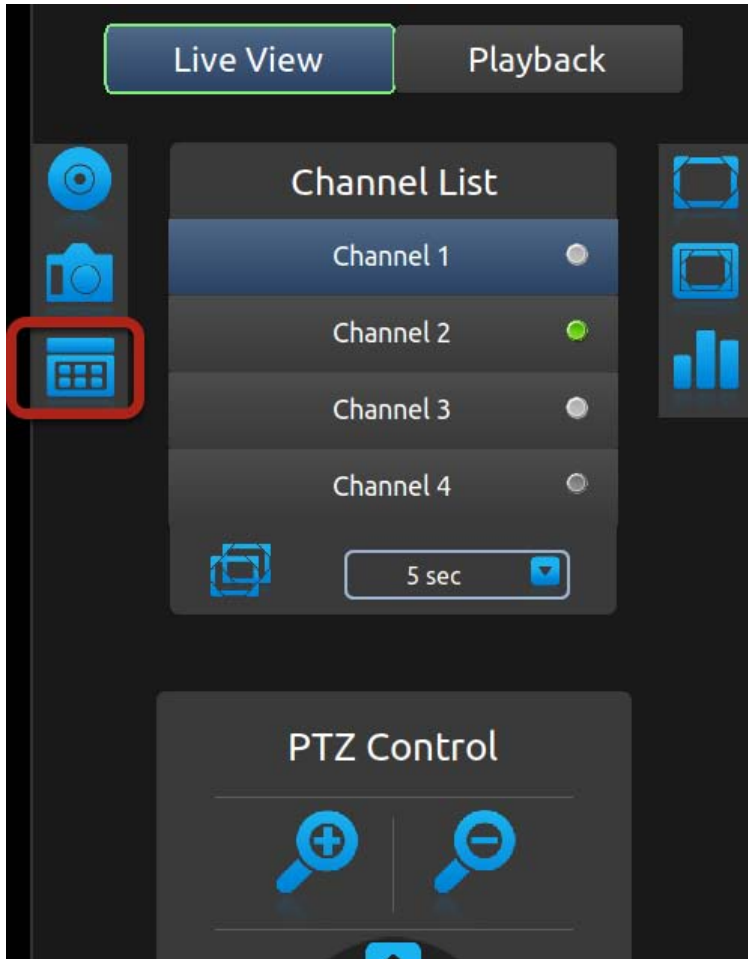 Live View Playback
Channel List
Channel 1
Channel 2
Channel 3
Channel 4
5 sec
PTZ Control